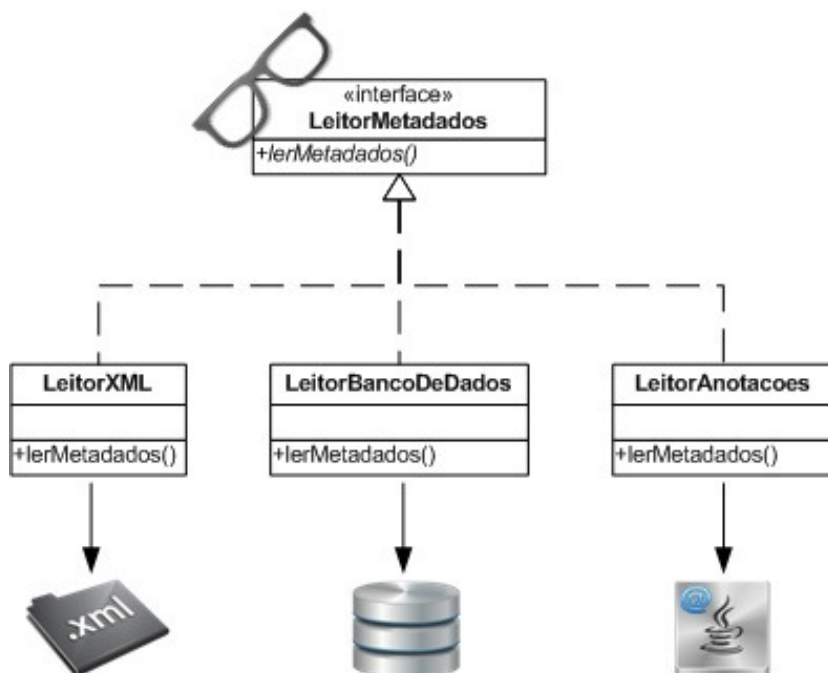 «interface»
LeitorMetadados
+lerMetadados()
LeitorXML
LeitorBancoDeDados
LeitorAnotacoes
+lerMetadados()
+lerMetadados()
+lerMetadados()
.xml
@